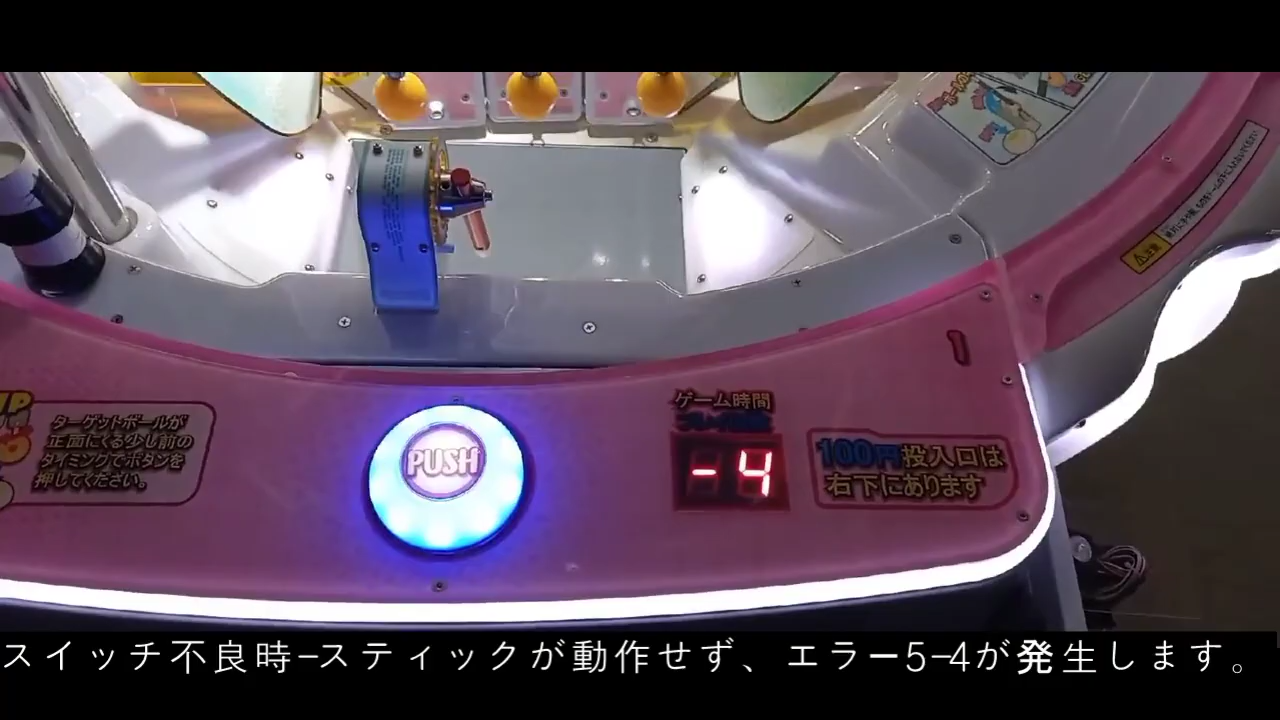 注意
1
UP
ターゲットボールが
正面にくる少し前の
タイミングでボタンを
押してください。
PUSH
ゲーム時間
-4
100円投入口は
右下にあります
スイッチ不良時−スティックが動作せず、エラー5−4が発生します。